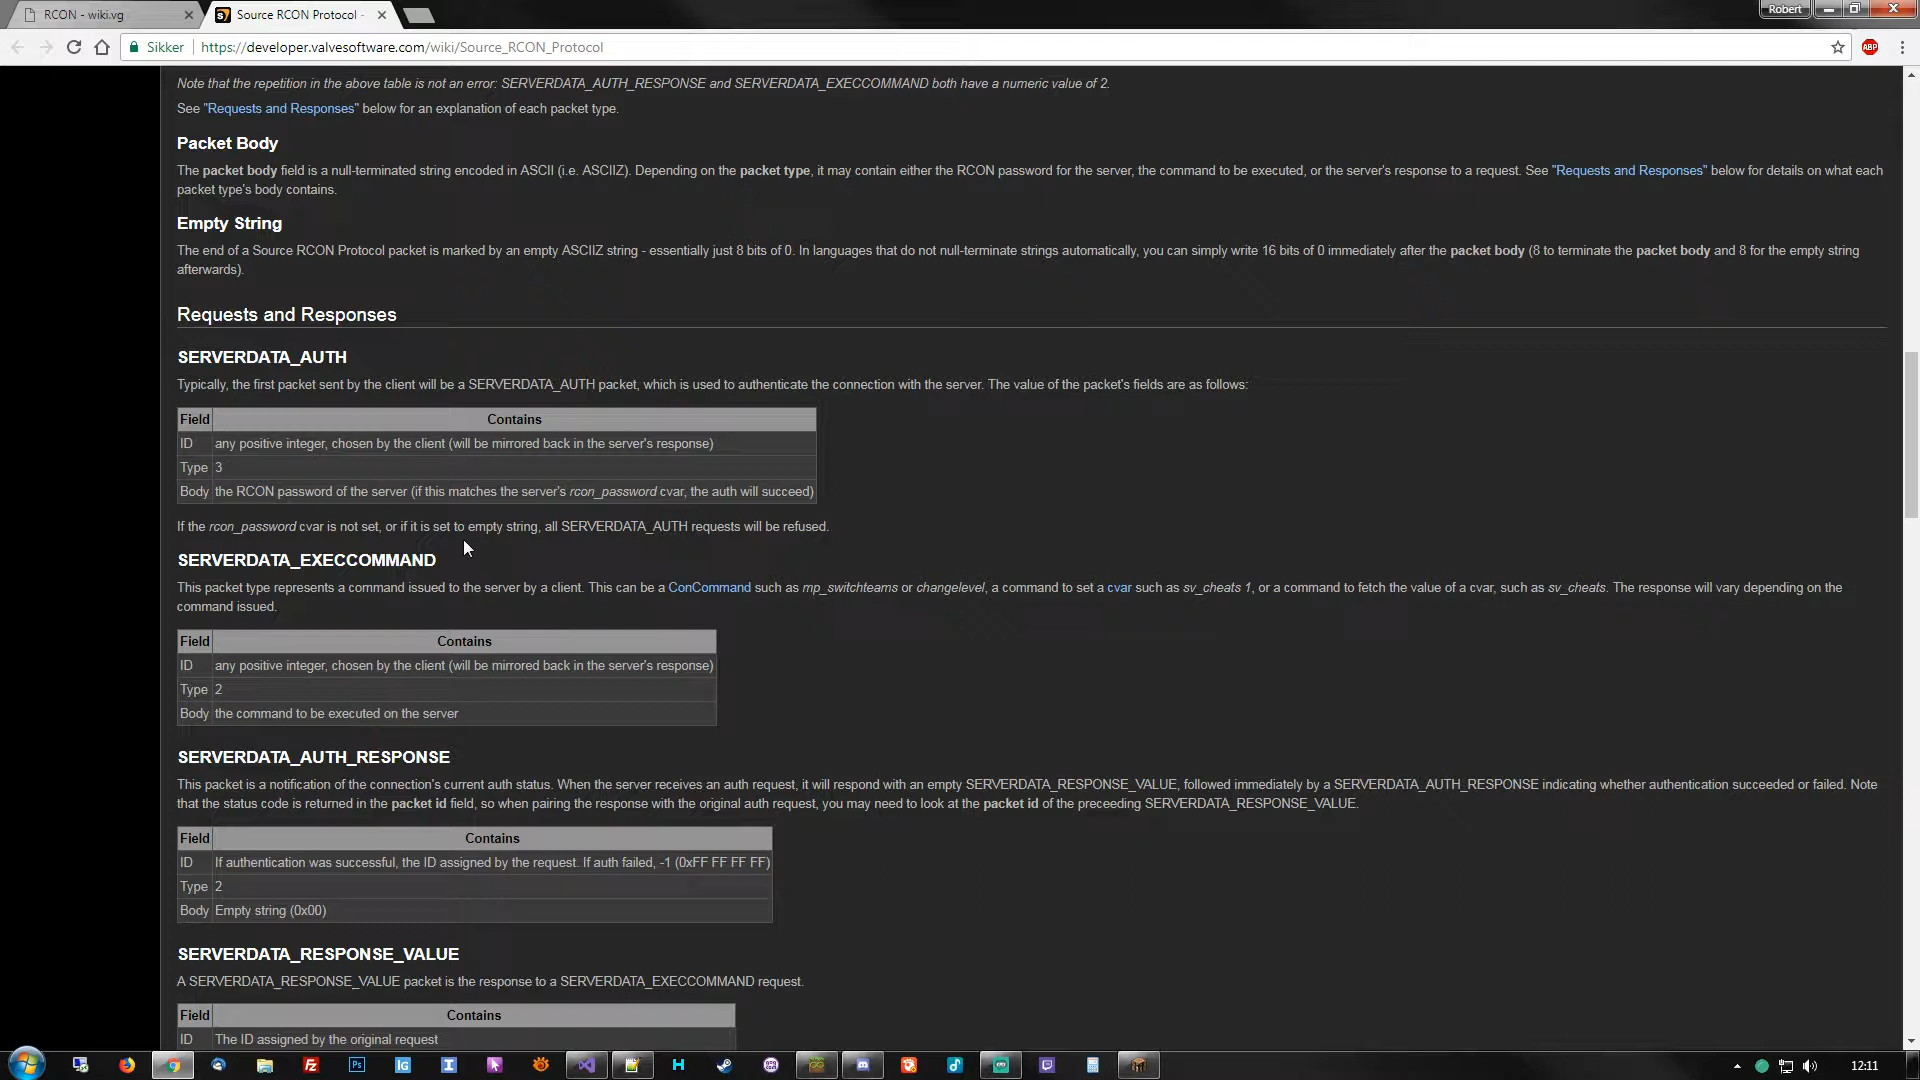 RCON - wiki.vg
Source RCON Protocol -
Robert
Sikker
https://developer.valvesoftware.com/wiki/Source_RCON_Protocol
ABP
Note that the repetition in the above table is not an error: SERVERDATA_AUTH_RESPONSE and SERVERDATA_EXECCOMMAND both have a numeric value of 2.
See "Requests and Responses" below for an explanation of each packet type.
Packet Body
The packet body field is a null-terminated string encoded in ASCII (i.e. ASCIIZ). Depending on the packet type, it may contain either the RCON password for the server, the command to be executed, or the server's response to a request. See "Requests and Responses" below for details on what each
packet type's body contains.
Empty String
The end of a Source RCON Protocol packet is marked by an empty ASCIIZ string - essentially just 8 bits of 0. In languages that do not null-terminate strings automatically, you can simply write 16 bits of 0 immediately after the packet body (8 to terminate the packet body and 8 for the empty string
afterwards).
Requests and Responses
SERVERDATA_AUTH
Typically, the first packet sent by the client will be a SERVERDATA_AUTH packet, which is used to authenticate the connection with the server. The value of the packet's fields are as follows:
Field Contains
ID any positive integer, chosen by the client (will be mirrored back in the server's response)
Type 3
Body the RCON password of the server (if this matches the server's rcon_password cvar, the auth will succeed)
If the rcon_password cvar is not set, or if it is set to empty string, all SERVERDATA_AUTH requests will be refused.
SERVERDATA_EXECCOMMAND
This packet type represents a command issued to the server by a client. This can be a ConCommand such as mp_switchteams or changelevel, a command to set a cvar such as sv_cheats 1, or a command to fetch the value of a cvar, such as sv_cheats. The response will vary depending on the
command issued.
Field Contains
ID any positive integer, chosen by the client (will be mirrored back in the server's response)
Type 2
Body the command to be executed on the server
SERVERDATA_AUTH_RESPONSE
This packet is a notification of the connection's current auth status. When the server receives an auth request, it will respond with an empty SERVERDATA_RESPONSE_VALUE, followed immediately by a SERVERDATA_AUTH_RESPONSE indicating whether authentication succeeded or failed. Note
that the status code is returned in the packet id field, so when pairing the response with the original auth request, you may need to look at the packet id of the preceeding SERVERDATA_RESPONSE_VALUE.
Field Contains
ID If authentication was successful, the ID assigned by the request. If auth failed, -1 (0xFF FF FF FF)
Type 2
Body Empty string (0x00)
SERVERDATA_RESPONSE_VALUE
A SERVERDATA_RESPONSE_VALUE packet is the response to a SERVERDATA_EXECCOMMAND request.
Field Contains
ID The ID assigned by the original request
12:11